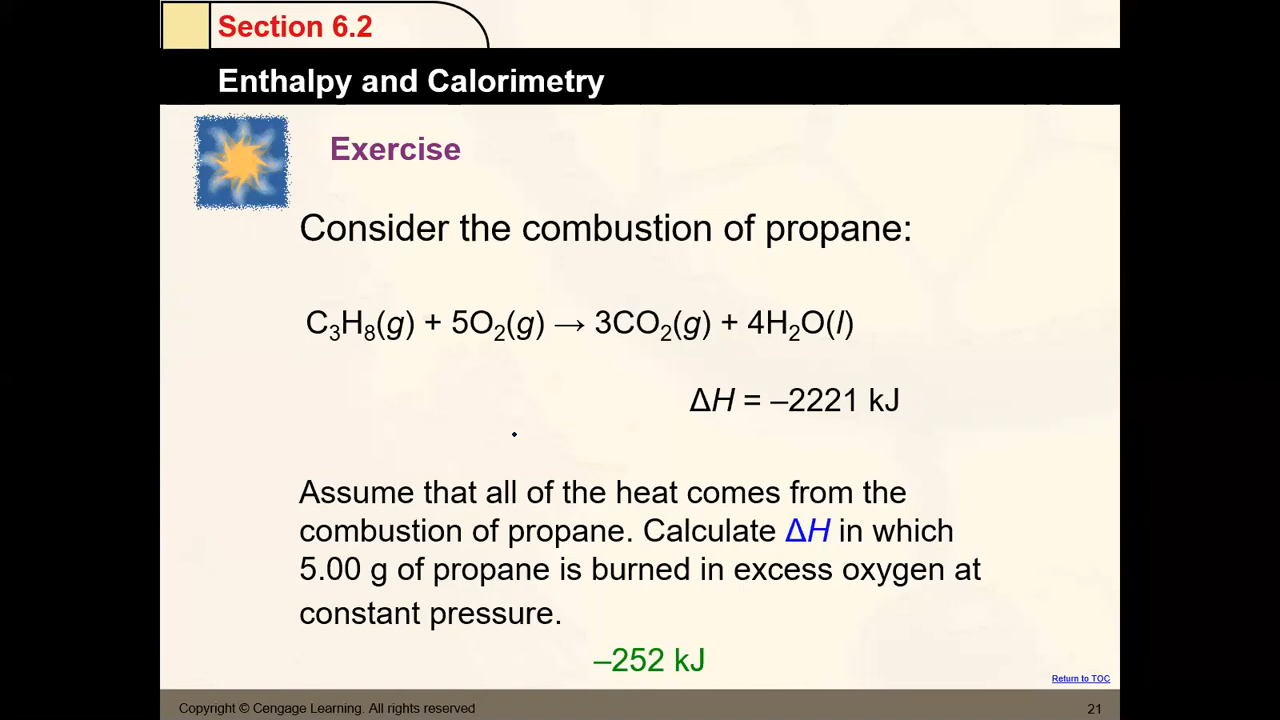 Section 6.2
Enthalpy and Calorimetry
Exercise
Consider the combustion of propane:
C₃H₈(g) + 5O₂(g) → 3CO₂(g) + 4H₂O(l)
ΔH = –2221 kJ
Assume that all of the heat comes from the
combustion of propane. Calculate ΔH in which
5.00 g of propane is burned in excess oxygen at
constant pressure.
–252 kJ
Return to TOC
Copyright © Cengage Learning. All rights reserved
21